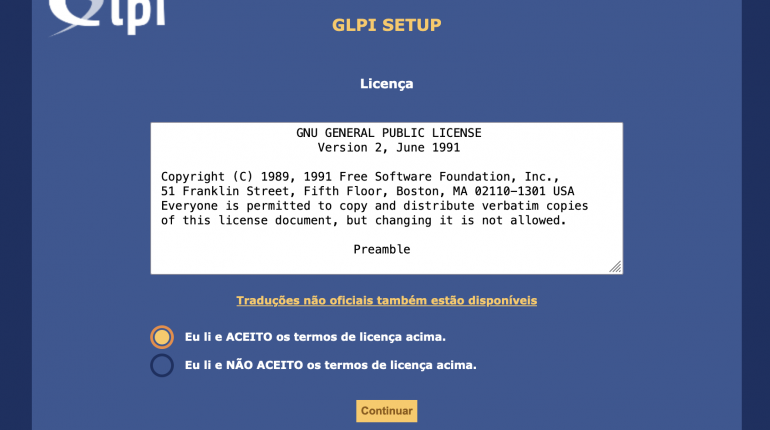 Glpi
GLPI SETUP
Licença
GNU GENERAL PUBLIC LICENSE
Version 2, June 1991
Copyright (C) 1989, 1991 Free Software Foundation, Inc.,
51 Franklin Street, Fifth Floor, Boston, MA 02110-1301 USA
Everyone is permitted to copy and distribute verbatim copies
of this license document, but changing it is not allowed.
Preamble
Traduções não oficiais também estão disponíveis
Eu li e ACEITO os termos de licença acima.
Eu li e NÃO ACEITO os termos de licença acima.
Continuar